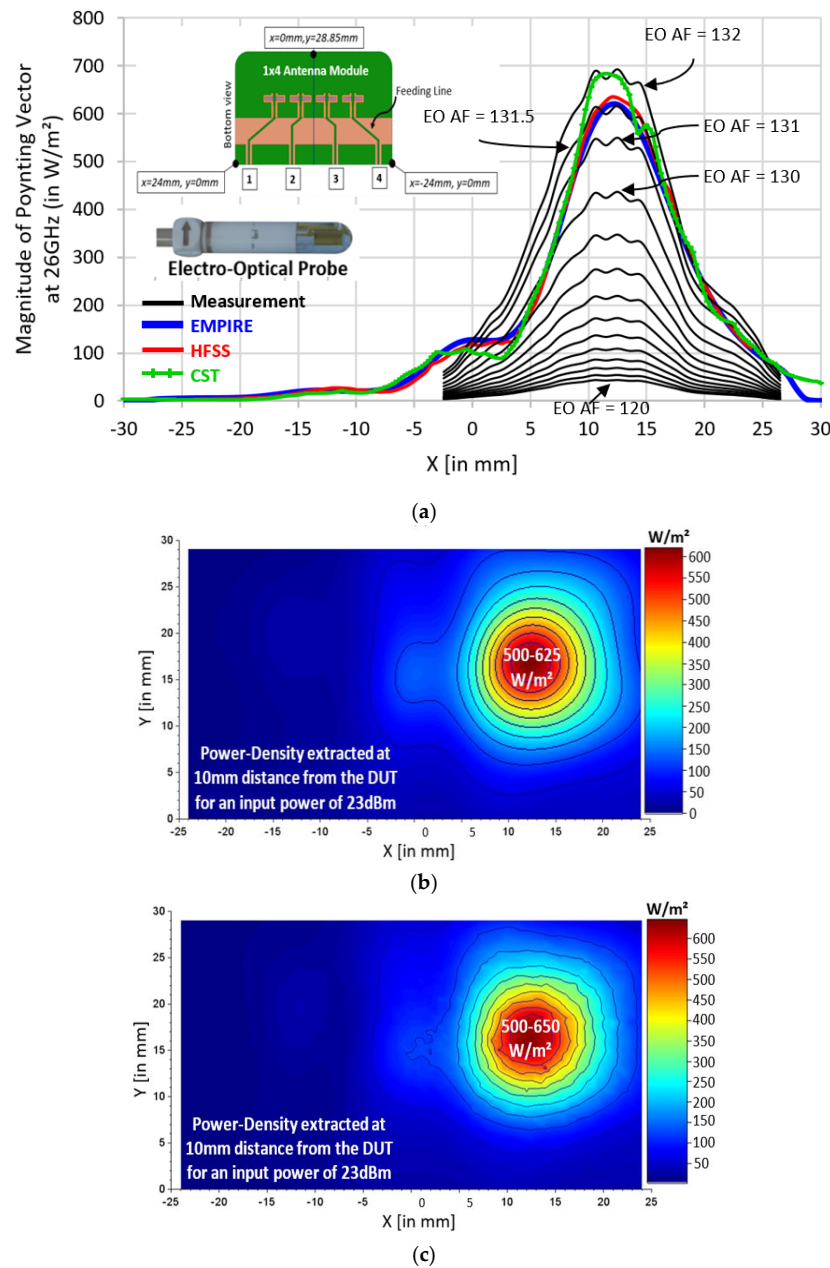 (a)
800
700
600
500
400
300
200
100
0
Magnitude of Poynting Vector
at 26GHz (in W/m²)
x=0mm,y=28.85mm
1x4 Antenna Module
Bottom view
Feeding Line
x=24mm, y=0mm
1 2 3 4
x=-24mm, y=0mm
Electro-Optical Probe
Measurement
EMPIRE
HFSS
CST
EO AF = 132
EO AF = 131.5
EO AF = 131
EO AF = 130
EO AF = 120
-30 -25 -20 -15 -10 -5 0 5 10 15 20 25 30
X [in mm]
(a)
W/m²
30
25
20
15
10
5
0
Y [in mm]
500-625
W/m²
Power-Density extracted at
10mm distance from the DUT
for an input power of 23dBm
600
550
500
450
400
350
300
250
200
150
100
50
0
-25 -20 -15 -10 -5 0 5 10 15 20 25
X [in mm]
(b)
W/m²
30
25
20
15
10
5
0
Y [in mm]
500-650
W/m²
Power-Density extracted at
10mm distance from the DUT
for an input power of 23dBm
600
550
500
450
400
350
300
250
200
150
100
50
-25 -20 -15 -10 -5 0 5 10 15 20 25
X [in mm]
(c)